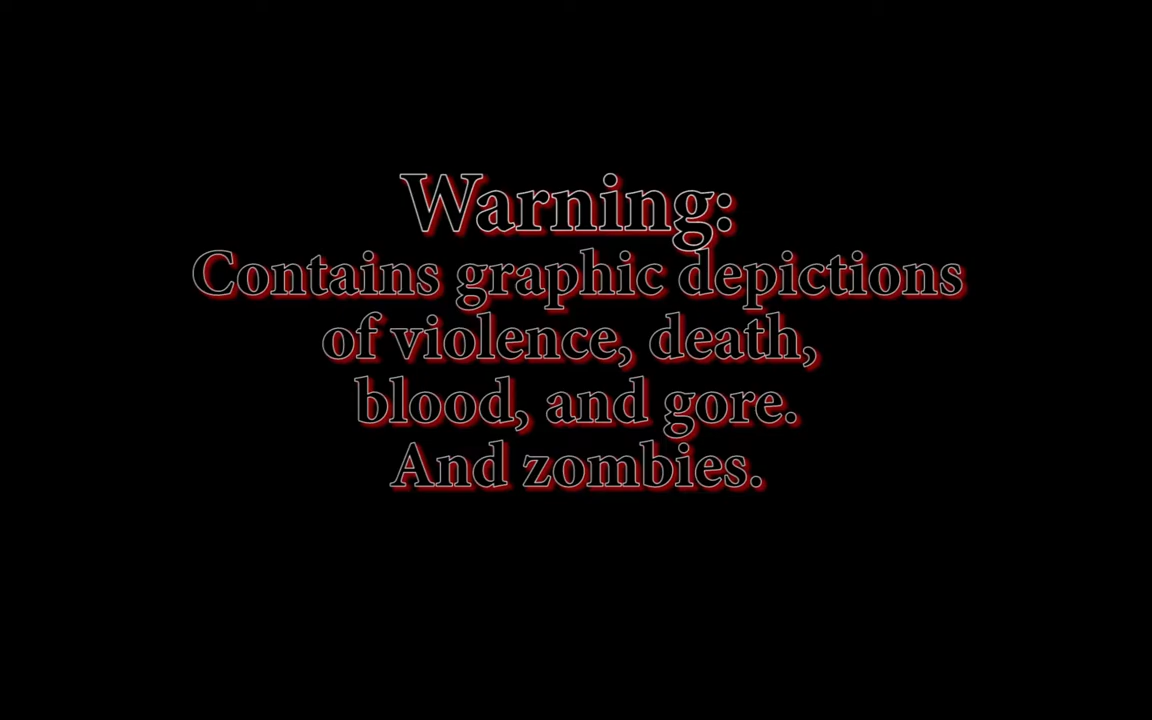 Warning:
Contains graphic depictions
of violence, death,
blood, and gore.
And zombies.